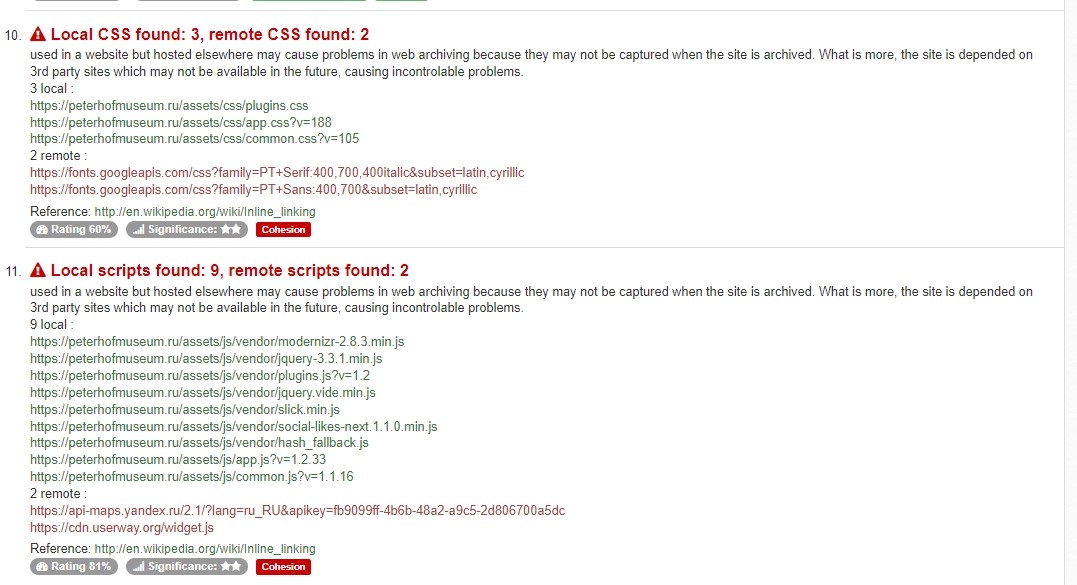 10. Local CSS found: 3, remote CSS found: 2
used in a website but hosted elsewhere may cause problems in web archiving because they may not be captured when the site is archived. What is more, the site is depended on
3rd party sites which may not be available in the future, causing incontrolable problems.
3 local :
https://peterhofmuseum.ru/assets/css/plugins.css
https://peterhofmuseum.ru/assets/css/app.css?v=188
https://peterhofmuseum.ru/assets/css/common.css?v=105
2 remote :
https://fonts.googleapis.com/css?family=PT+Serif:400,700,400italic&subset=latin,cyrillic
https://fonts.googleapis.com/css?family=PT+Sans:400,700&subset=latin,cyrillic
Reference: http://en.wikipedia.org/wiki/Inline_linking
Rating 60% Significance: ★★ Cohesion
11. Local scripts found: 9, remote scripts found: 2
used in a website but hosted elsewhere may cause problems in web archiving because they may not be captured when the site is archived. What is more, the site is depended on
3rd party sites which may not be available in the future, causing incontrolable problems.
9 local :
https://peterhofmuseum.ru/assets/js/vendor/modernizr-2.8.3.min.js
https://peterhofmuseum.ru/assets/js/vendor/jquery-3.3.1.min.js
https://peterhofmuseum.ru/assets/js/vendor/plugins.js?v=1.2
https://peterhofmuseum.ru/assets/js/vendor/jquery.vide.min.js
https://peterhofmuseum.ru/assets/js/vendor/slick.min.js
https://peterhofmuseum.ru/assets/js/vendor/social-likes-next.1.1.0.min.js
https://peterhofmuseum.ru/assets/js/vendor/hash_fallback.js
https://peterhofmuseum.ru/assets/js/app.js?v=1.2.33
https://peterhofmuseum.ru/assets/js/common.js?v=1.1.16
2 remote :
https://api-maps.yandex.ru/2.1/?lang=ru_RU&apikey=fb9099ff-4b6b-48a2-a9c5-2d806700a5dc
https://cdn.userway.org/widget.js
Reference: http://en.wikipedia.org/wiki/Inline_linking
Rating 81% Significance: ★★ Cohesion